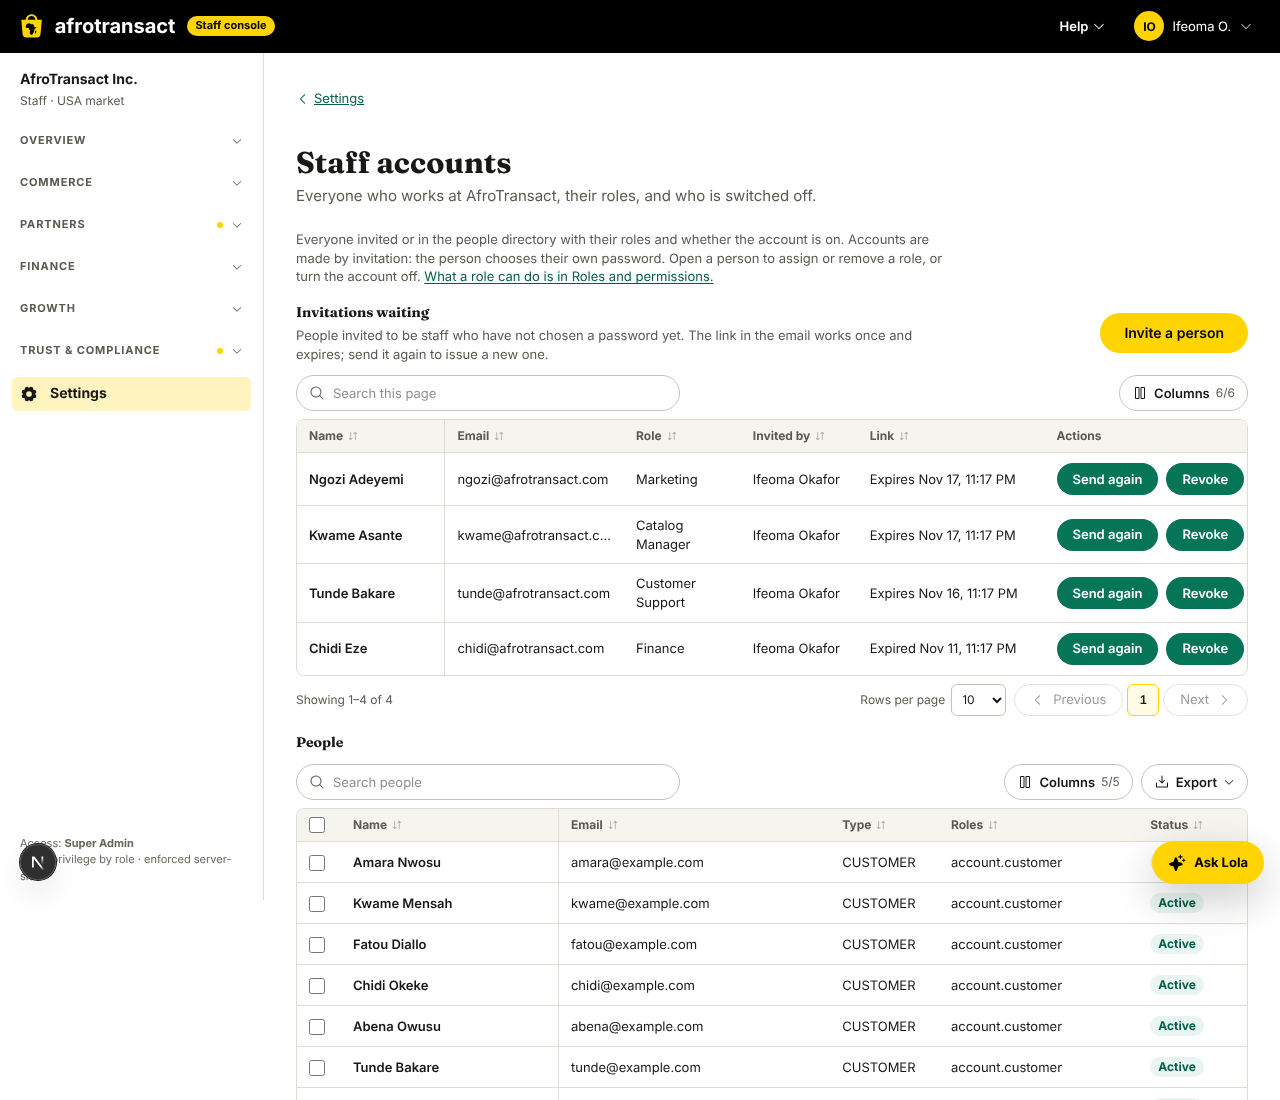 afrotransact
Staff console
Help
IO
Ifeoma O.
AfroTransact Inc.
Staff · USA market
OVERVIEW
COMMERCE
PARTNERS
FINANCE
GROWTH
TRUST & COMPLIANCE
Settings
Access: Super Admin
rivilege by role · enforced server-
N
Settings
Staff accounts
Everyone who works at AfroTransact, their roles, and who is switched off.
Everyone invited or in the people directory with their roles and whether the account is on. Accounts are
made by invitation: the person chooses their own password. Open a person to assign or remove a role, or
turn the account off. What a role can do is in Roles and permissions.
Invitations waiting
People invited to be staff who have not chosen a password yet. The link in the email works once and
expires; send it again to issue a new one.
Invite a person
Search this page
Columns 6/6
Name Email Role Invited by Link Actions
Ngozi Adeyemi ngozi@afrotransact.com Marketing Ifeoma Okafor Expires Nov 17, 11:17 PM Send again Revoke
Kwame Asante kwame@afrotransact.c... Catalog Manager Ifeoma Okafor Expires Nov 17, 11:17 PM Send again Revoke
Tunde Bakare tunde@afrotransact.com Customer Support Ifeoma Okafor Expires Nov 16, 11:17 PM Send again Revoke
Chidi Eze chidi@afrotransact.com Finance Ifeoma Okafor Expired Nov 11, 11:17 PM Send again Revoke
Showing 1–4 of 4
Rows per page 10 Previous 1 Next
People
Search people
Columns 5/5
Export
Name Email Type Roles Status
Amara Nwosu amara@example.com CUSTOMER account.customer
Ask Lola
Kwame Mensah kwame@example.com CUSTOMER account.customer Active
Fatou Diallo fatou@example.com CUSTOMER account.customer Active
Chidi Okeke chidi@example.com CUSTOMER account.customer Active
Abena Owusu abena@example.com CUSTOMER account.customer Active
Tunde Bakare tunde@example.com CUSTOMER account.customer Active